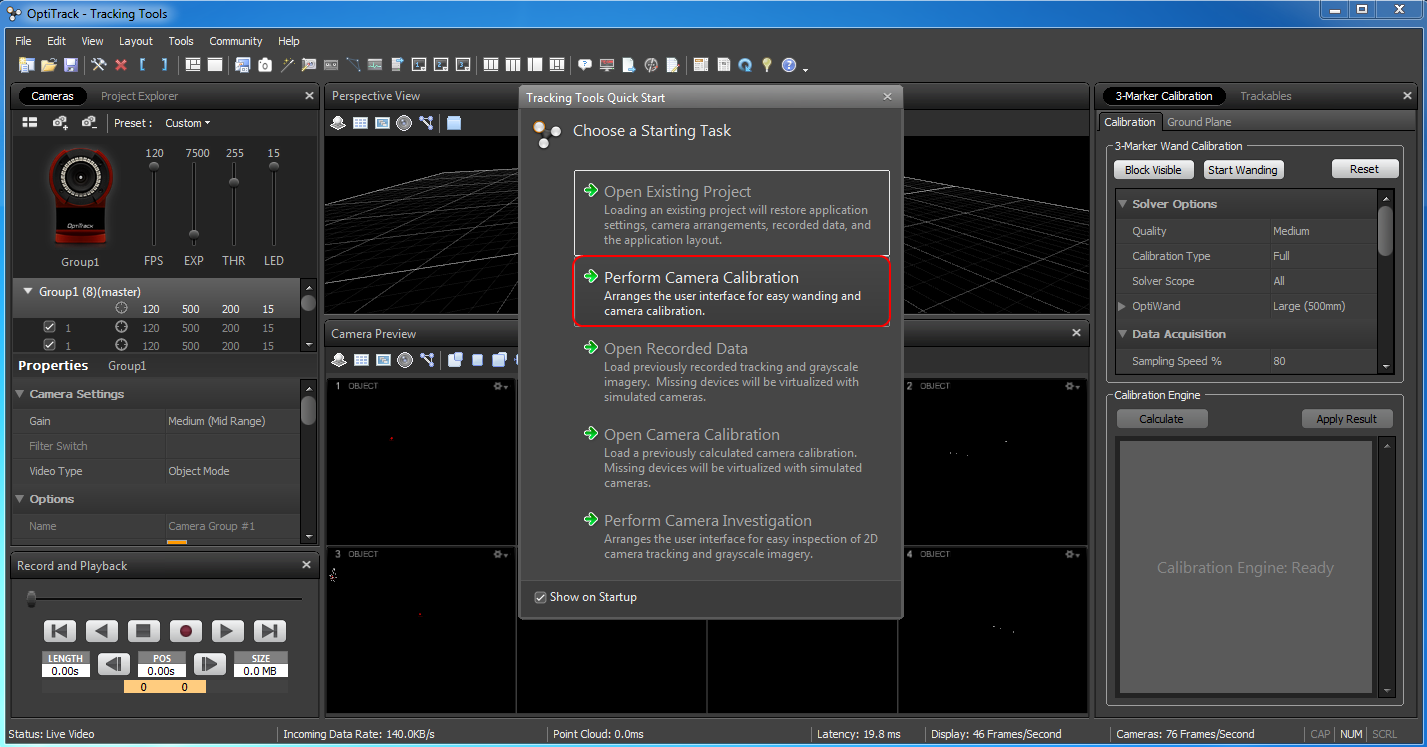 OptiTrack - Tracking Tools
File Edit View Layout Tools Community Help
Cameras Project Explorer
Preset : Custom
120 7500 255 15
OptiTrack
Group1
FPS EXP THR LED
Group1 (8)(master)
120 500 200 15
1 120 500 200 15
1 120 500 200 15
Properties Group1
Camera Settings
Gain Medium (Mid Range)
Filter Switch
Video Type Object Mode
Options
Name Camera Group #1
Record and Playback
LENGTH POS SIZE
0.00s 0.00s 0.0 MB
0 0
Perspective View
Camera Preview
1 OBJECT
2 OBJECT
3 OBJECT
4 OBJECT
Tracking Tools Quick Start
Choose a Starting Task
Open Existing Project
Loading an existing project will restore application
settings, camera arrangements, recorded data, and
the application layout.
Perform Camera Calibration
Arranges the user interface for easy wanding and
camera calibration.
Open Recorded Data
Load previously recorded tracking and grayscale
imagery. Missing devices will be virtualized with
simulated cameras.
Open Camera Calibration
Load a previously calculated camera calibration.
Missing devices will be virtualized with simulated
cameras.
Perform Camera Investigation
Arranges the user interface for easy inspection of 2D
camera tracking and grayscale imagery.
Show on Startup
3-Marker Calibration Trackables
Calibration Ground Plane
3-Marker Wand Calibration
Block Visible Start Wanding Reset
Solver Options
Quality Medium
Calibration Type Full
Solver Scope All
OptiWand Large (500mm)
Data Acquisition
Sampling Speed % 80
Calibration Engine
Calculate Apply Result
Calibration Engine: Ready
Status: Live Video Incoming Data Rate: 140.0KB/s Point Cloud: 0.0ms Latency: 19.8 ms Display: 46 Frames/Second Cameras: 76 Frames/Second CAP NUM SCRL